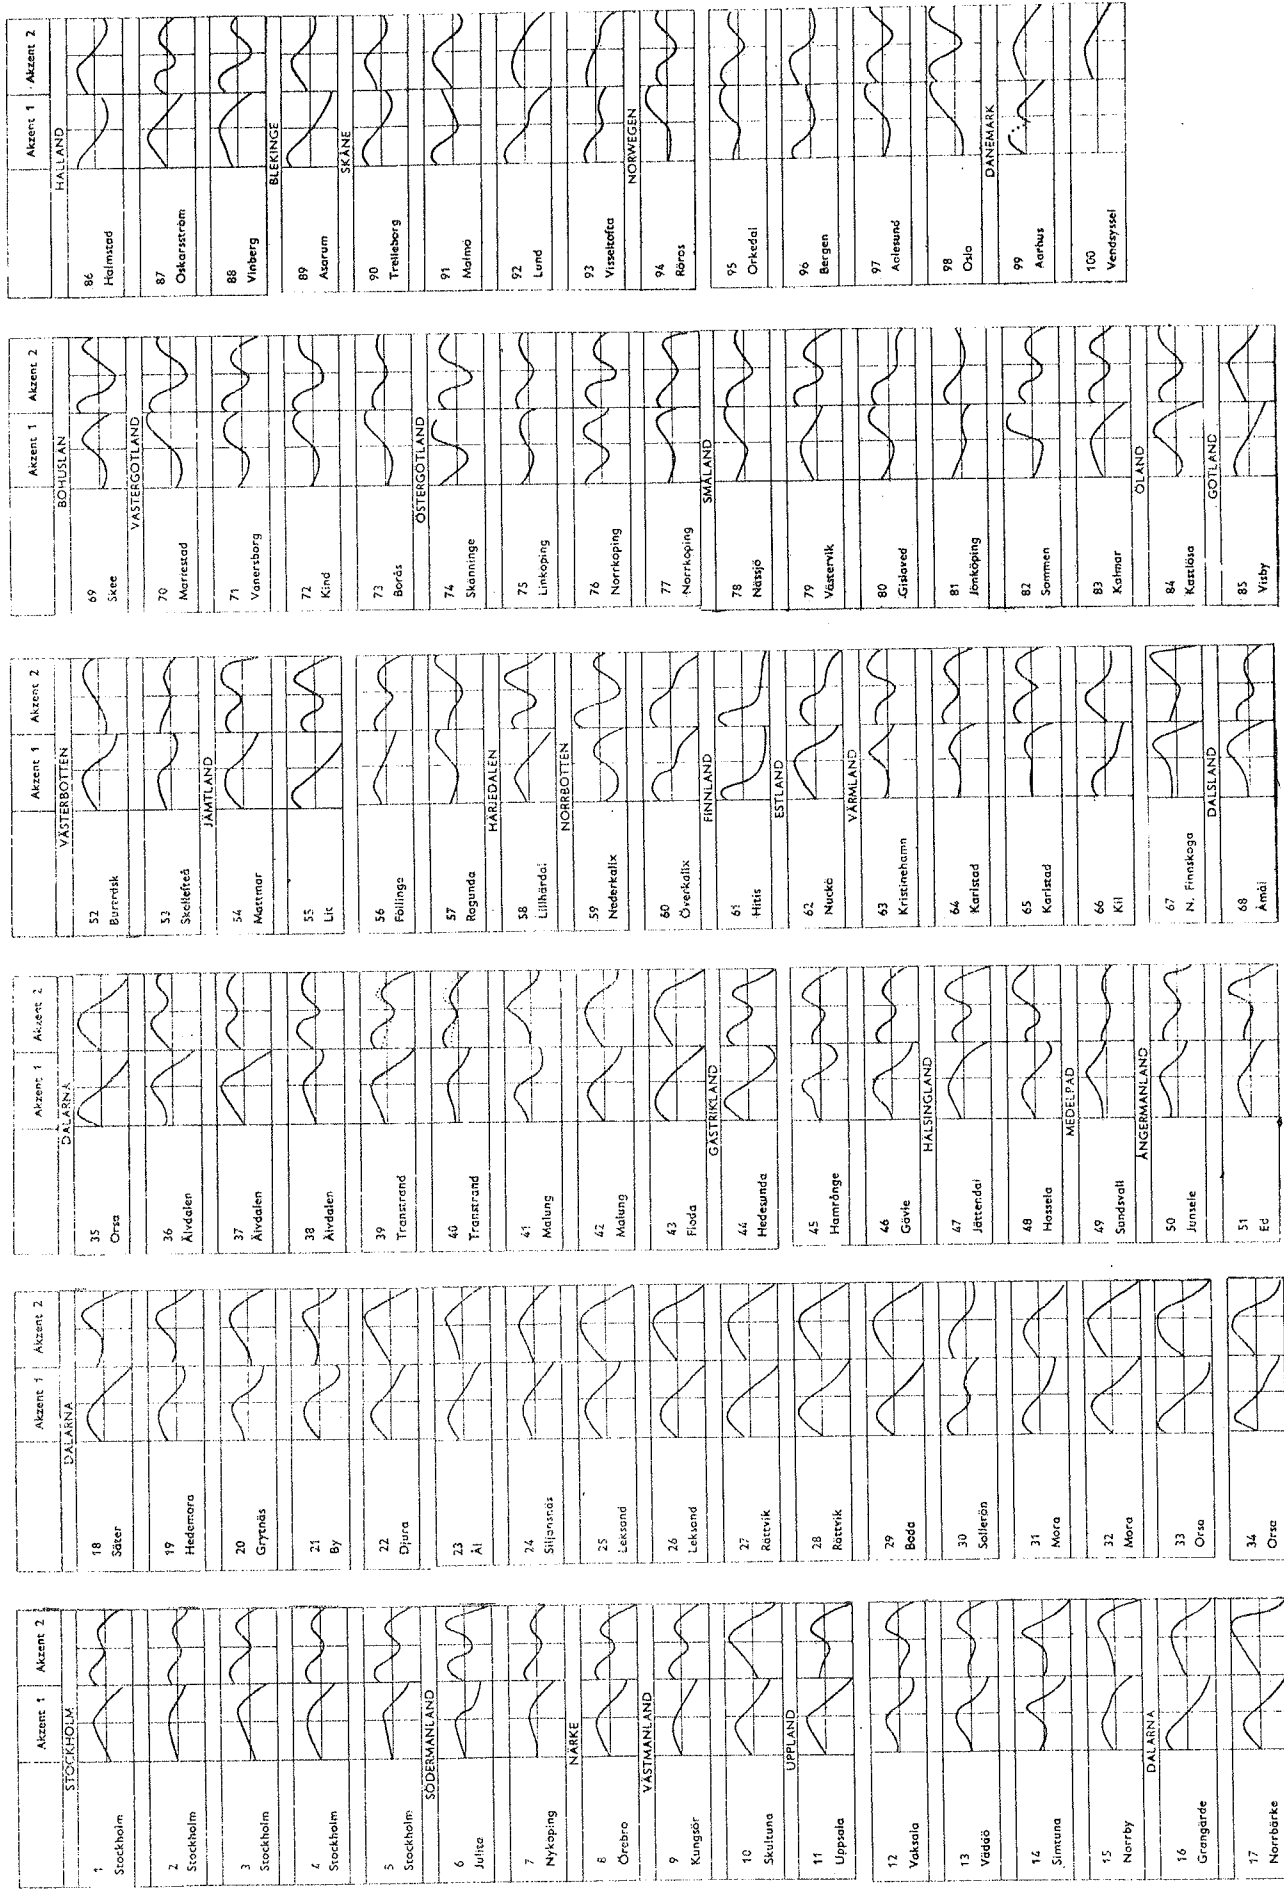 Akzent 1 Akzent 2
STOCKHOLM
1
Stockholm
2
Stockholm
3
Stockholm
4
Stockholm
5
Stockholm
SÖDERMANLAND
6
Julita
7
Nyköping
NÄRKE
8
Örebro
VÄSTMANLAND
9
Kungsör
10
Skultuna
UPPLAND
11
Uppsala
12
Vaksala
13
Väddö
14
Simtuna
15
Norrby
DALARNA
16
Grangärde
17
Norrbärke
Akzent 1 Akzent 2
DALARNA
18
Säter
19
Hedemora
20
Grytnäs
21
By
22
Djura
23
Ål
24
Siljansnäs
25
Leksand
26
Leksand
27
Rättvik
28
Rättvik
29
Boda
30
Sollerön
31
Mora
32
Mora
33
Orsa
34
Orsa
Akzent 1 Akzent 2
DALARNA
35
Orsa
36
Älvdalen
37
Älvdalen
38
Älvdalen
39
Transtrand
40
Transtrand
41
Malung
42
Malung
43
Floda
GÄSTRIKLAND
44
Hedesunda
45
Hamrånge
46
Gävle
HÄLSINGLAND
47
Jättendal
48
Hassela
MEDELPAD
49
Sundsvall
ÅNGERMANLAND
50
Junsele
51
Ed
Akzent 1 Akzent 2
VÄSTERBOTTEN
52
Burträsk
53
Skellefteå
JÄMTLAND
54
Mattmar
55
Lit
56
Föllinge
57
Ragunda
HÄRJEDALEN
58
Lillhärdal
NORRBOTTEN
59
Nederkalix
60
Överkalix
FINNLAND
61
Hitis
ESTLAND
62
Nuckö
VÄRMLAND
63
Kristinehamn
64
Karlstad
65
Karlstad
66
Kil
67
N. Finnskoga
DALSLAND
68
Åmål
Akzent 1 Akzent 2
BOHUSLÄN
69
Skee
VÄSTERGÖTLAND
70
Mariestad
71
Vänersborg
72
Kind
73
Borås
ÖSTERGÖTLAND
74
Skänninge
75
Linköping
76
Norrköping
77
Norrköping
SMÅLAND
78
Nässjö
79
Västervik
80
Gislaved
81
Jönköping
82
Sommen
83
Kalmar
ÖLAND
84
Kastlösa
GOTLAND
85
Visby
Akzent 1 Akzent 2
HALLAND
86
Halmstad
87
Oskarsström
88
Vinberg
BLEKINGE
89
Asarum
SKÅNE
90
Trelleborg
91
Malmö
92
Lund
93
Visseltofta
NORWEGEN
94
Röros
95
Orkedal
96
Bergen
97
Aalesund
98
Oslo
DÄNEMARK
99
Aarhus
100
Vendsyssel